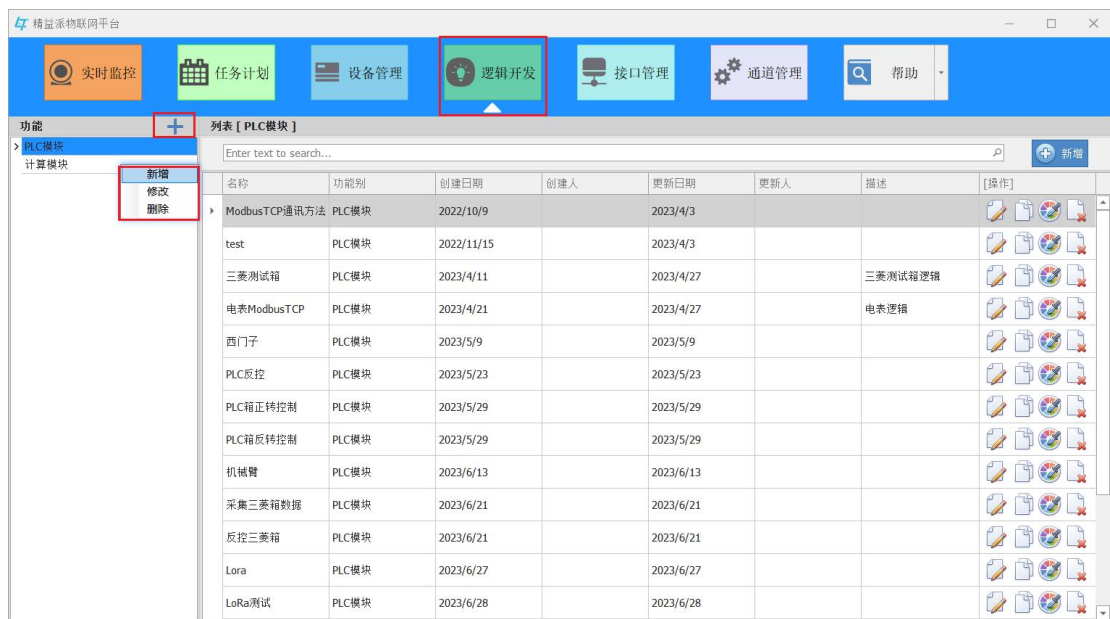 精益派物联网平台
实时监控 任务计划 设备管理 逻辑开发 接口管理 通道管理 帮助
功能
列表 [ PLC模块 ]
PLC模块
计算模块
新增
修改
删除
Enter text to search... 新增
名称 功能别 创建日期 创建人 更新日期 更新人 描述 [操作]
ModbusTCP通讯方法 PLC模块 2022/10/9 2023/4/3
test PLC模块 2022/11/15 2023/4/3
三菱测试箱 PLC模块 2023/4/11 2023/4/27 三菱测试箱逻辑
电表ModbusTCP PLC模块 2023/4/21 2023/4/27 电表逻辑
西门子 PLC模块 2023/5/9 2023/5/9
PLC反控 PLC模块 2023/5/23 2023/5/23
PLC箱正转控制 PLC模块 2023/5/29 2023/5/29
PLC箱反转控制 PLC模块 2023/5/29 2023/5/29
机械臂 PLC模块 2023/6/13 2023/6/13
采集三菱箱数据 PLC模块 2023/6/21 2023/6/21
反控三菱箱 PLC模块 2023/6/21 2023/6/21
Lora PLC模块 2023/6/27 2023/6/27
LoRa测试 PLC模块 2023/6/28 2023/6/28